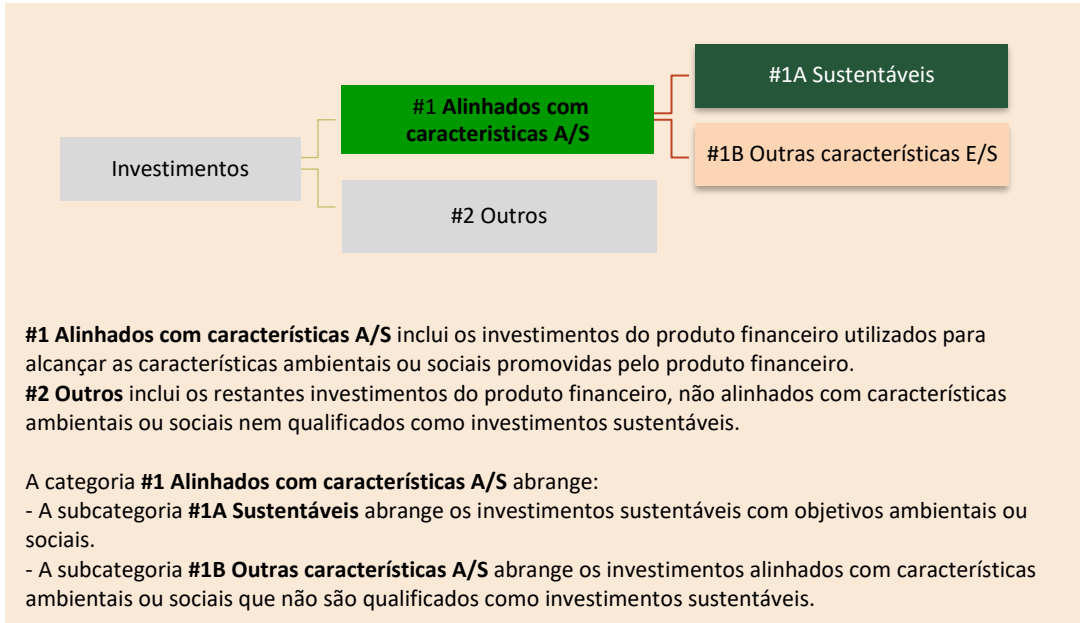 #1A Sustentáveis
#1 Alinhados com
caracteristicas A/S
#1B Outras características E/S
Investimentos
#2 Outros
#1 Alinhados com características A/S inclui os investimentos do produto financeiro utilizados para
alcançar as características ambientais ou sociais promovidas pelo produto financeiro.
#2 Outros inclui os restantes investimentos do produto financeiro, não alinhados com características
ambientais ou sociais nem qualificados como investimentos sustentáveis.
A categoria #1 Alinhados com características A/S abrange:
- A subcategoria #1A Sustentáveis abrange os investimentos sustentáveis com objetivos ambientais ou
sociais.
- A subcategoria #1B Outras características A/S abrange os investimentos alinhados com características
ambientais ou sociais que não são qualificados como investimentos sustentáveis.